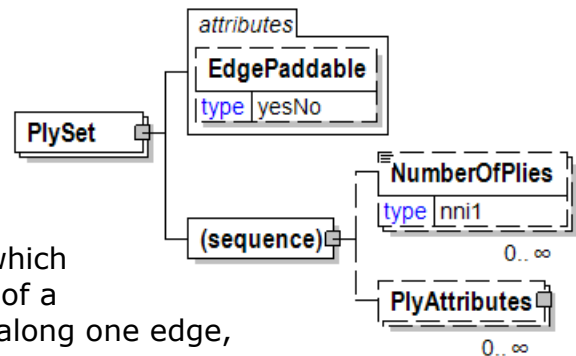 attributes
EdgePaddable
type yesNo
PlySet
NumberOfPlies
type nni1
0.. ∞
(sequence)
PlyAttributes
0.. ∞
which
of a
along one edge,